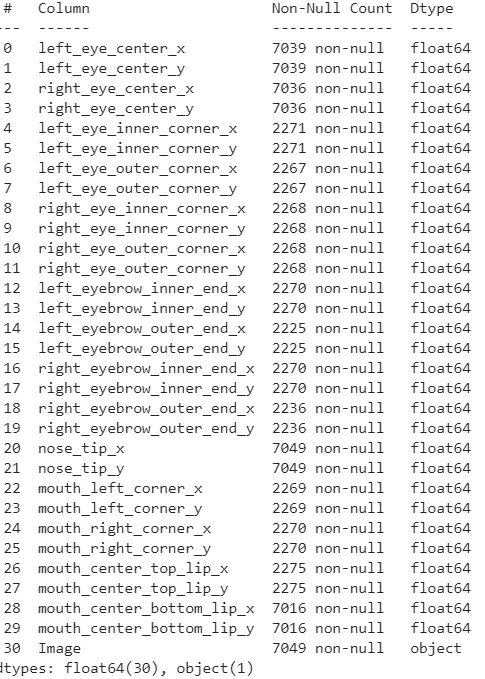 #   Column                     Non-Null Count  Dtype
---  ------                     --------------  -----
0   left_eye_center_x          7039 non-null   float64
1   left_eye_center_y          7039 non-null   float64
2   right_eye_center_x         7036 non-null   float64
3   right_eye_center_y         7036 non-null   float64
4   left_eye_inner_corner_x    2271 non-null   float64
5   left_eye_inner_corner_y    2271 non-null   float64
6   left_eye_outer_corner_x    2267 non-null   float64
7   left_eye_outer_corner_y    2267 non-null   float64
8   right_eye_inner_corner_x   2268 non-null   float64
9   right_eye_inner_corner_y   2268 non-null   float64
10  right_eye_outer_corner_x   2268 non-null   float64
11  right_eye_outer_corner_y   2268 non-null   float64
12  left_eyebrow_inner_end_x   2270 non-null   float64
13  left_eyebrow_inner_end_y   2270 non-null   float64
14  left_eyebrow_outer_end_x   2225 non-null   float64
15  left_eyebrow_outer_end_y   2225 non-null   float64
16  right_eyebrow_inner_end_x  2270 non-null   float64
17  right_eyebrow_inner_end_y  2270 non-null   float64
18  right_eyebrow_outer_end_x  2236 non-null   float64
19  right_eyebrow_outer_end_y  2236 non-null   float64
20  nose_tip_x                 7049 non-null   float64
21  nose_tip_y                 7049 non-null   float64
22  mouth_left_corner_x        2269 non-null   float64
23  mouth_left_corner_y        2269 non-null   float64
24  mouth_right_corner_x       2270 non-null   float64
25  mouth_right_corner_y       2270 non-null   float64
26  mouth_center_top_lip_x     2275 non-null   float64
27  mouth_center_top_lip_y     2275 non-null   float64
28  mouth_center_bottom_lip_x  7016 non-null   float64
29  mouth_center_bottom_lip_y  7016 non-null   float64
30  Image                      7049 non-null   object
dtypes: float64(30), object(1)